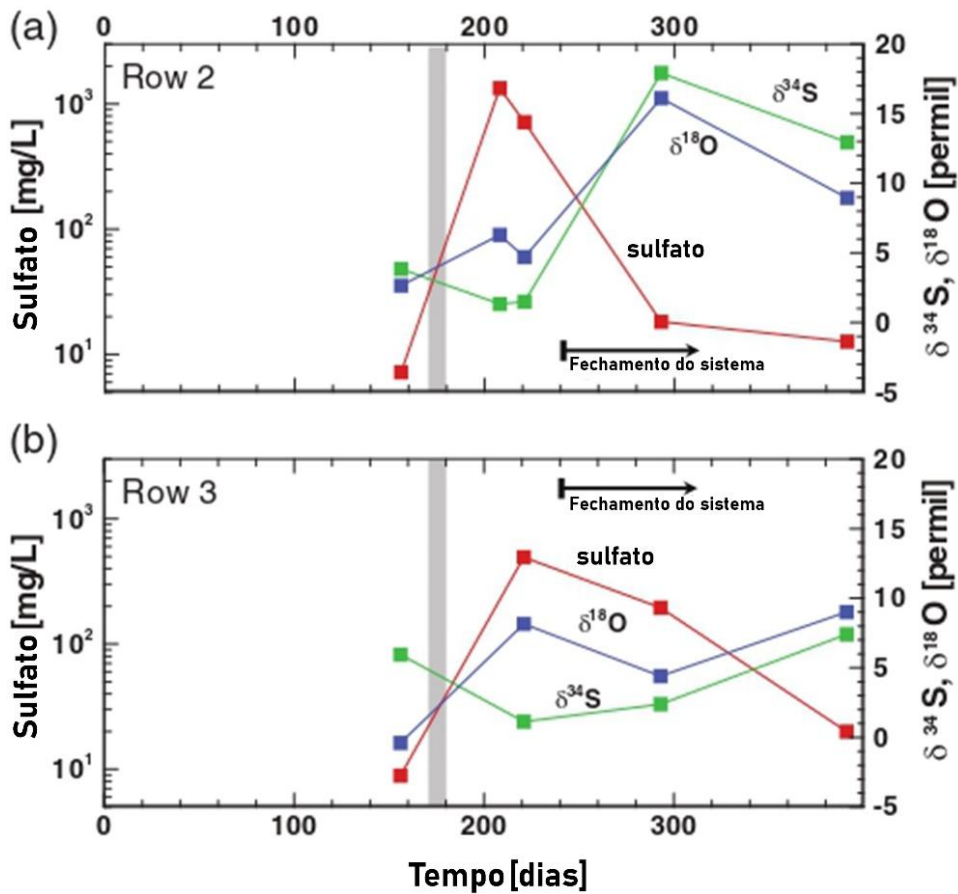 (a)
0 100 200 300
Row 2
δ³⁴S
δ¹⁸O
sulfato
Fechamento do sistema
Sulfato [mg/L]
10³
10²
10¹
20
15
10
5
0
-5
δ ³⁴S, δ¹⁸O [permil]
(b)
Row 3
Fechamento do sistema
sulfato
δ¹⁸O
δ³⁴S
Sulfato [mg/L]
10³
10²
10¹
20
15
10
5
0
-5
δ ³⁴S, δ¹⁸O [permil]
0 100 200 300
Tempo [dias]